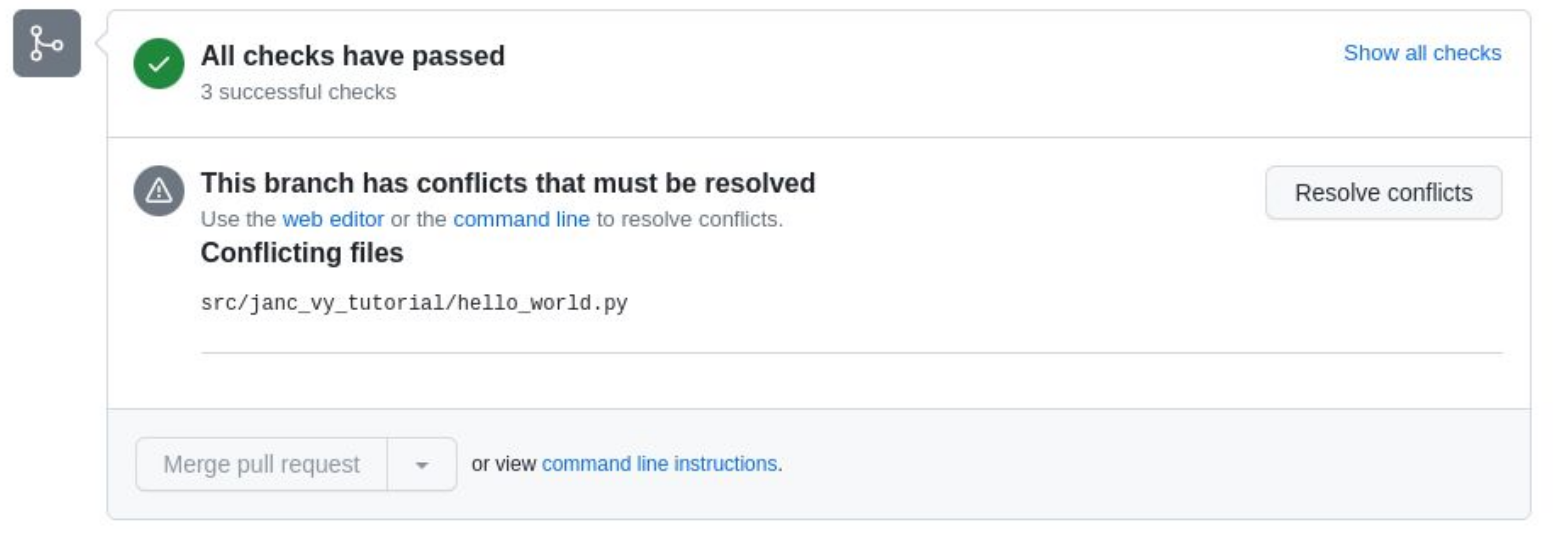 All checks have passed
Show all checks
3 successful checks
This branch has conflicts that must be resolved
Resolve conflicts
Use the web editor or the command line to resolve conflicts.
Conflicting files
src/janc_vy_tutorial/hello_world.py
Merge pull request
or view command line instructions.